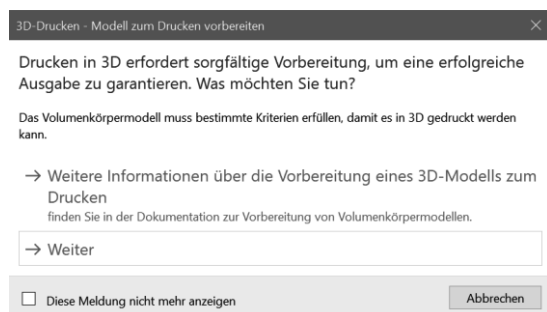 3D-Drucken - Modell zum Drucken vorbereiten
Drucken in 3D erfordert sorgfältige Vorbereitung, um eine erfolgreiche
Ausgabe zu garantieren. Was möchten Sie tun?
Das Volumenkörpermodell muss bestimmte Kriterien erfüllen, damit es in 3D gedruckt werden
kann.
→ Weitere Informationen über die Vorbereitung eines 3D-Modells zum
Drucken
finden Sie in der Dokumentation zur Vorbereitung von Volumenkörpermodellen.
→ Weiter
Diese Meldung nicht mehr anzeigen
Abbrechen